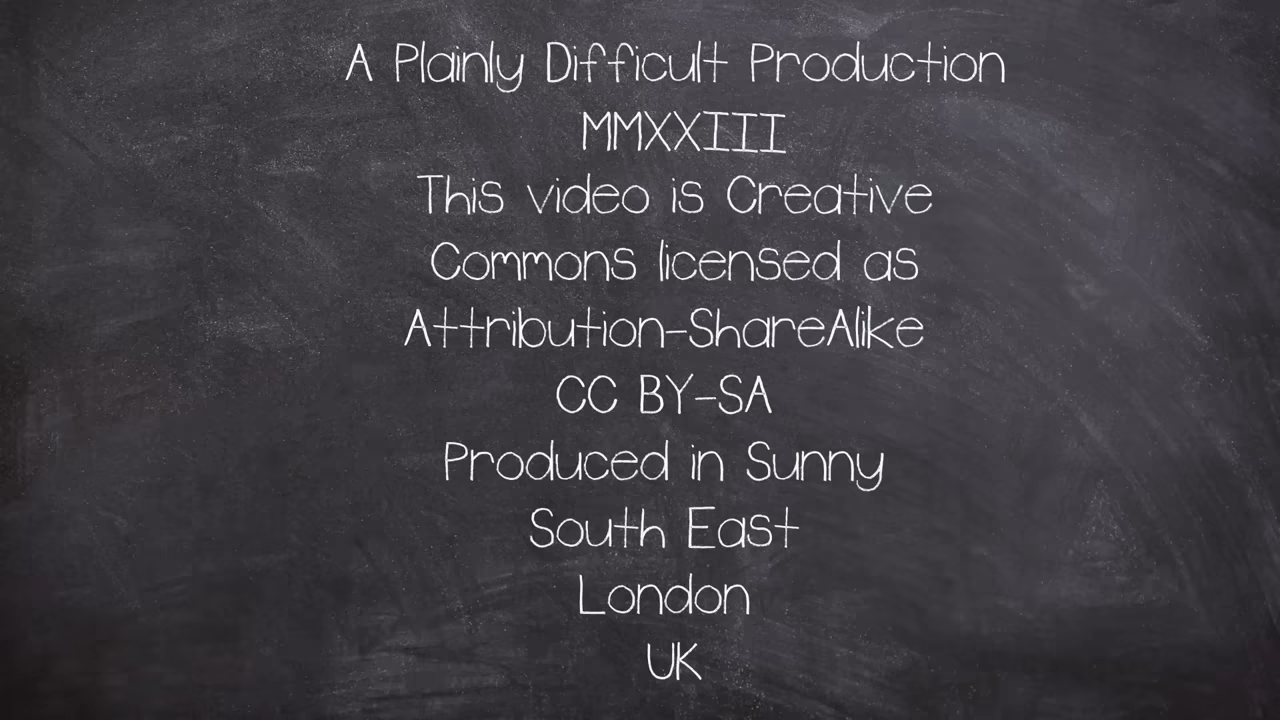 A Plainly Difficult Production
MMXXIII
This video is Creative
Commons licensed as
Attribution-ShareAlike
CC BY-SA
Produced in Sunny
South East
London
UK